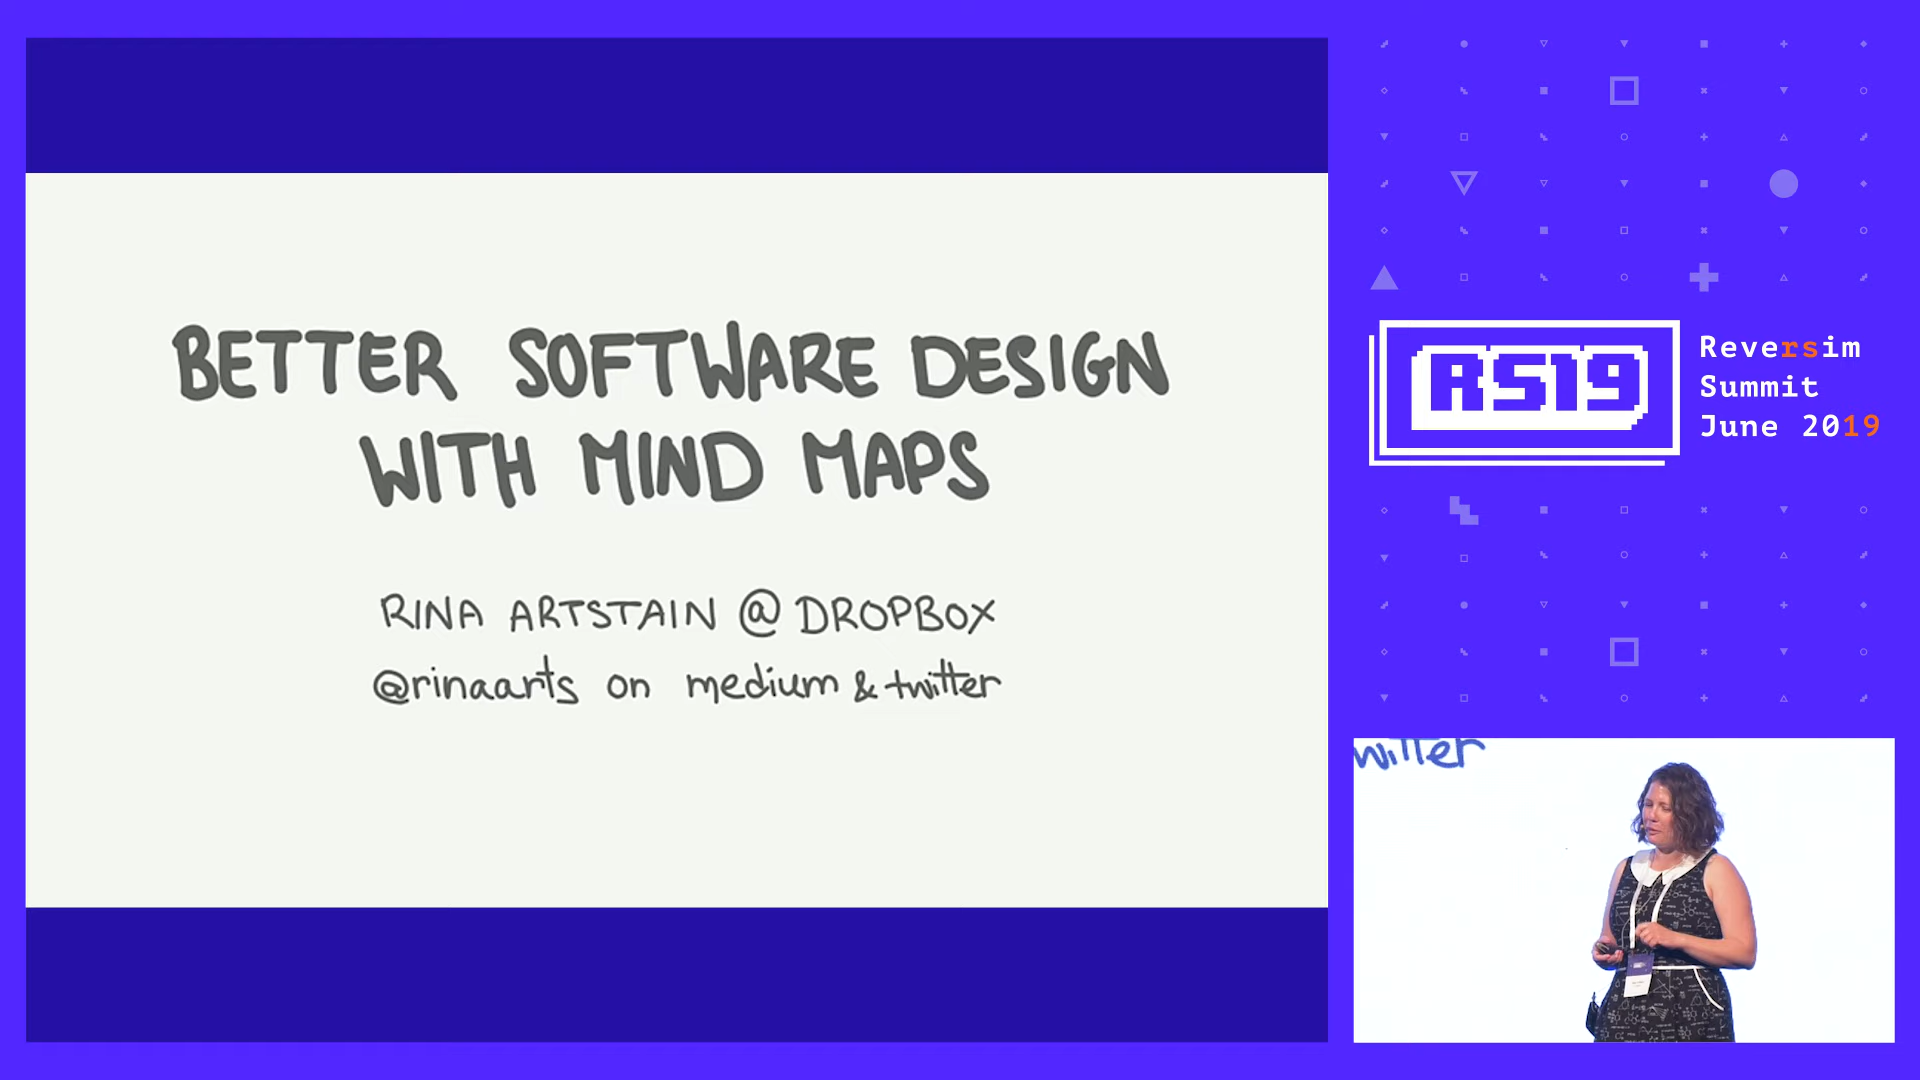 BETTER SOFTWARE DESIGN
WITH MIND MAPS
RINA ARTSTAIN @ DROPBOX
@rinaarts on medium & twitter
RS19
Reversim
Summit
June 2019
witter